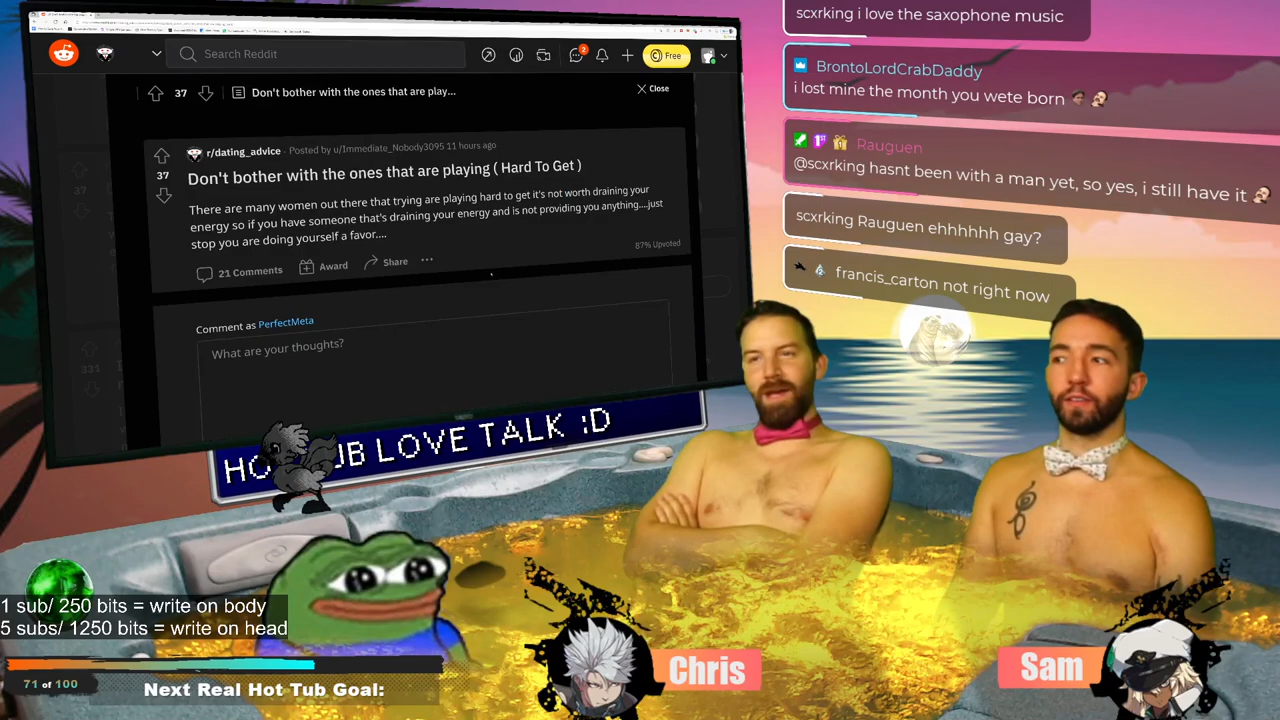 Search Reddit
2
Free
37
Don't bother with the ones that are play...
Close
r/dating_advice · Posted by u/Immediate_Nobody3095 11 hours ago
37
Don't bother with the ones that are playing ( Hard To Get )
There are many women out there that trying are playing hard to get it's not worth draining your
energy so if you have someone that's draining your energy and is not providing you anything....just
stop you are doing yourself a favor....
87% Upvoted
21 Comments
Award
Share
Comment as PerfectMeta
What are your thoughts?
37
331
scxrking i love the saxophone music
BrontoLordCrabDaddy
i lost mine the month you wete born
Rauguen
@scxrking hasnt been with a man yet, so yes, i still have it
scxrking Rauguen ehhhhhh gay?
francis_carton not right now
LOVE TALK :D
1 sub/ 250 bits = write on body
5 subs/ 1250 bits = write on head
71 of 100
Next Real Hot Tub Goal:
Chris
Sam